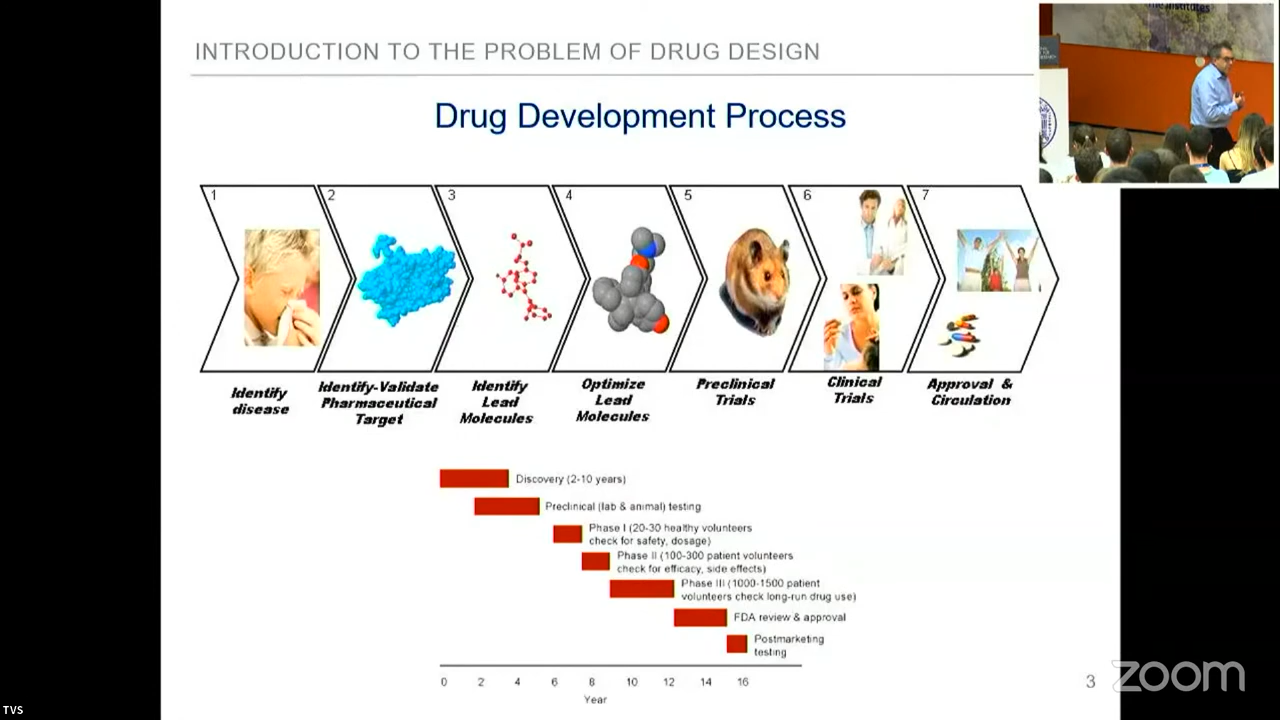 The Institutes
INTRODUCTION TO THE PROBLEM OF DRUG DESIGN
Drug Development Process
1
2
3
4
5
6
7
Identify
disease
Identify-Validate
Pharmaceutical
Target
Identify
Lead
Molecules
Optimize
Lead
Molecules
Preclinical
Trials
Clinical
Trials
Approval &
Circulation
Discovery (2-10 years)
Preclinical (lab & animal) testing
Phase I (20-30 healthy volunteers
check for safety, dosage)
Phase II (100-300 patient volunteers
check for efficacy, side effects)
Phase III (1000-1500 patient
volunteers check long-run drug use)
FDA review & approval
Postmarketing
testing
0 2 4 6 8 10 12 14 16
Year
3
zoom
TVS